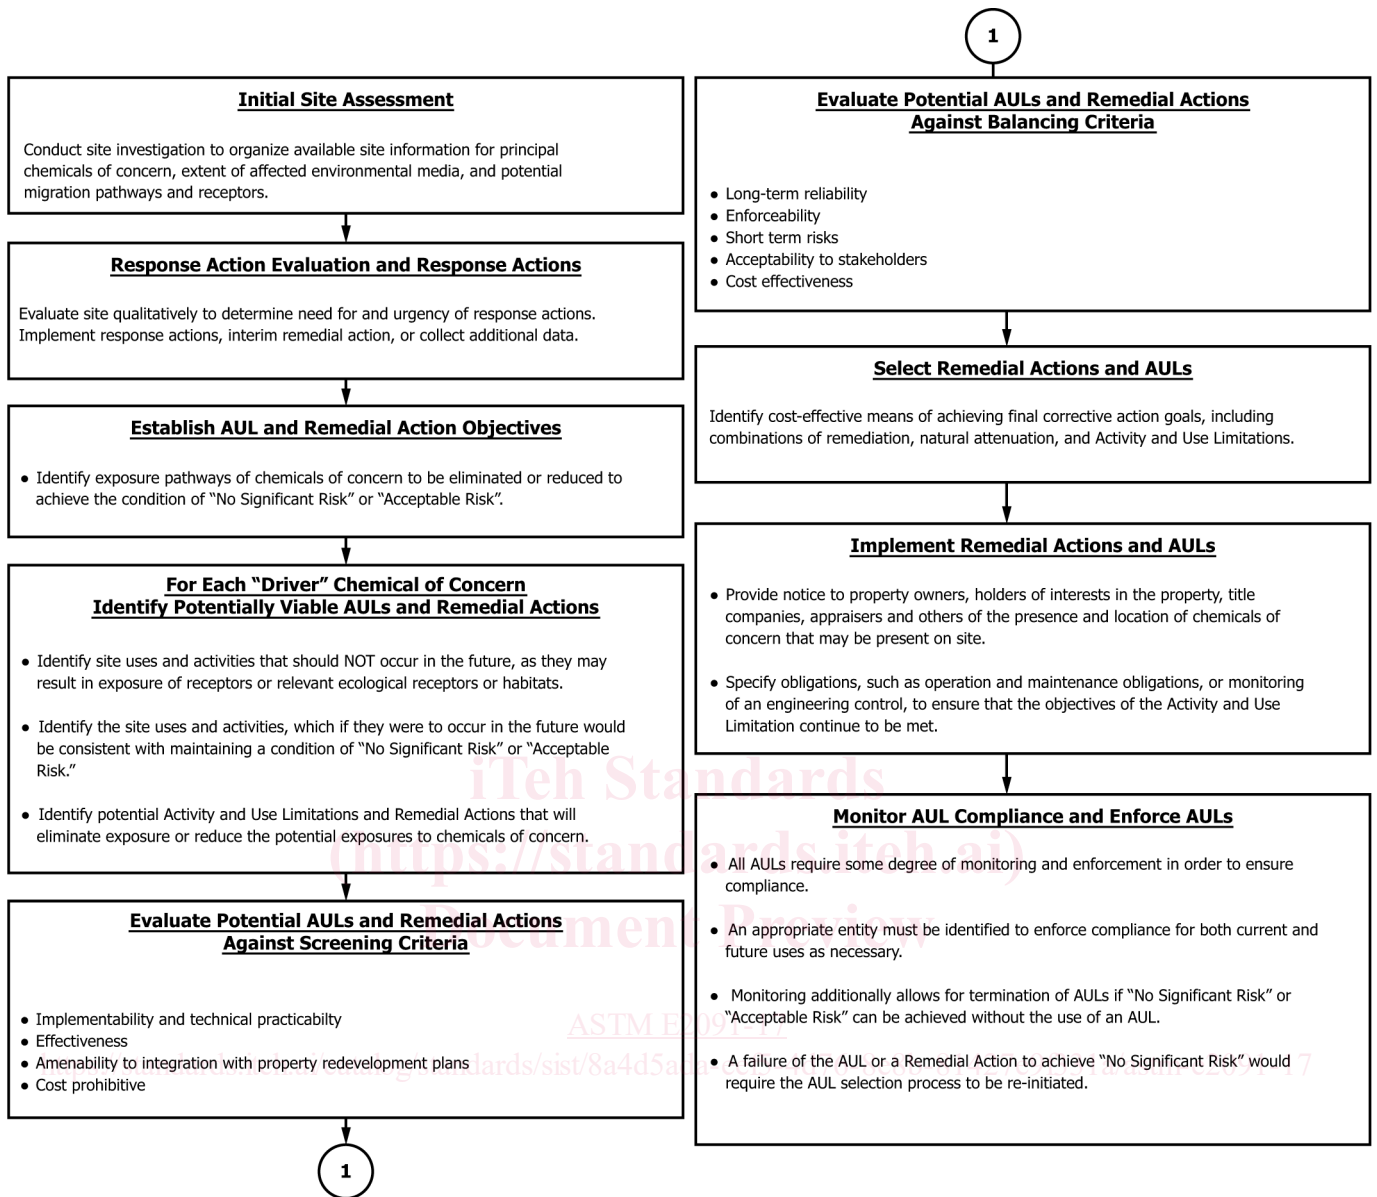 Initial Site Assessment
Conduct site investigation to organize available site information for principal
chemicals of concern, extent of affected environmental media, and potential
migration pathways and receptors.
Response Action Evaluation and Response Actions
Evaluate site qualitatively to determine need for and urgency of response actions.
Implement response actions, interim remedial action, or collect additional data.
Establish AUL and Remedial Action Objectives
● Identify exposure pathways of chemicals of concern to be eliminated or reduced to
achieve the condition of “No Significant Risk” or “Acceptable Risk”.
For Each “Driver” Chemical of Concern
Identify Potentially Viable AULs and Remedial Actions
● Identify site uses and activities that should NOT occur in the future, as they may
result in exposure of receptors or relevant ecological receptors or habitats.
● Identify the site uses and activities, which if they were to occur in the future would
be consistent with maintaining a condition of “No Significant Risk” or “Acceptable
Risk.”
● Identify potential Activity and Use Limitations and Remedial Actions that will
eliminate exposure or reduce the potential exposures to chemicals of concern.
Evaluate Potential AULs and Remedial Actions
Against Screening Criteria
● Implementability and technical practicabilty
● Effectiveness
● Amenability to integration with property redevelopment plans
● Cost prohibitive
1
1
Evaluate Potential AULs and Remedial Actions
Against Balancing Criteria
● Long-term reliability
● Enforceability
● Short term risks
● Acceptability to stakeholders
● Cost effectiveness
Select Remedial Actions and AULs
Identify cost-effective means of achieving final corrective action goals, including
combinations of remediation, natural attenuation, and Activity and Use Limitations.
Implement Remedial Actions and AULs
● Provide notice to property owners, holders of interests in the property, title
companies, appraisers and others of the presence and location of chemicals of
concern that may be present on site.
● Specify obligations, such as operation and maintenance obligations, or monitoring
of an engineering control, to ensure that the objectives of the Activity and Use
Limitation continue to be met.
Monitor AUL Compliance and Enforce AULs
● All AULs require some degree of monitoring and enforcement in order to ensure
compliance.
● An appropriate entity must be identified to enforce compliance for both current and
future uses as necessary.
● Monitoring additionally allows for termination of AULs if “No Significant Risk” or
“Acceptable Risk” can be achieved without the use of an AUL.
● A failure of the AUL or a Remedial Action to achieve “No Significant Risk” would
require the AUL selection process to be re-initiated.
iTeh Standards
(https://standards.iteh.ai)
Document Preview
ASTM E2091-17